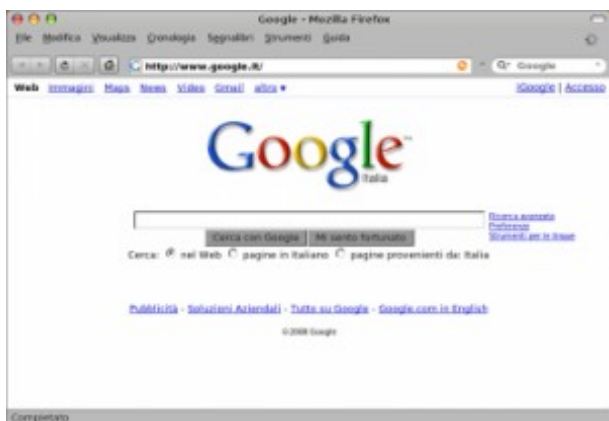 Google - Mozilla Firefox
File Modifica Visualizza Cronologia Segnalibri Strumenti Guida
http://www.google.it/ Google
Web Immagini Maps News Video Gmail altro ▼ iGoogle | Accesso
Google™
Italia
Ricerca avanzata
Preferenze
Strumenti per le lingue
Cerca con Google Mi sento fortunato
Cerca: nel Web pagine in Italiano pagine provenienti da: Italia
Pubblicità - Soluzioni Aziendali - Tutto su Google - Google.com in English
©2008 Google
Completato